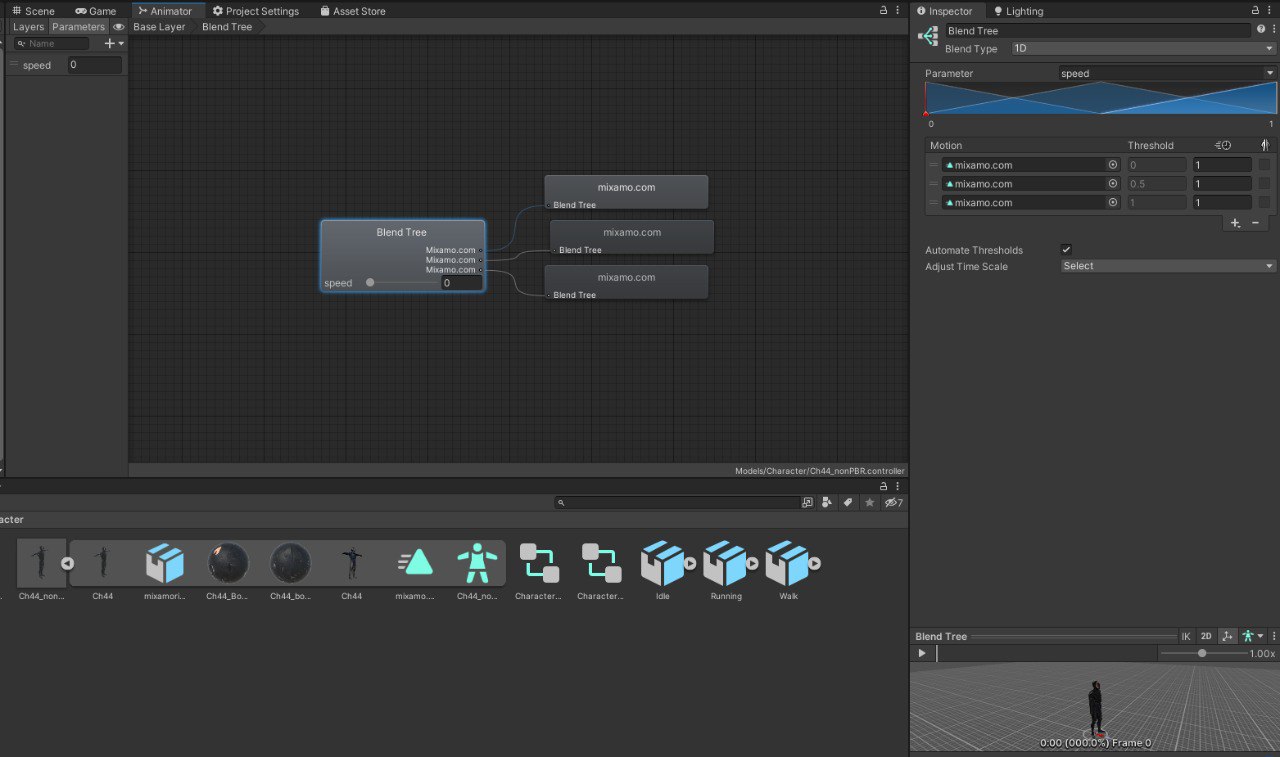 Scene Game Animator Project Settings Asset Store
Layers Parameters Base Layer Blend Tree
Name
speed 0
Blend Tree
Mixamo.com
Mixamo.com
Mixamo.com
speed 0
mixamo.com
Blend Tree
mixamo.com
Blend Tree
mixamo.com
Blend Tree
Models/Character/Ch44_nonPBR.controller
7
acter
Ch44_non... Ch44 mixamori... Ch44_Bo... Ch44_bo... Ch44 mixamo.... Ch44_no... Character... Character... Idle Running Walk
Inspector Lighting
Blend Tree
Blend Type 1D
Parameter speed
0 1
Motion Threshold
mixamo.com 0 1
mixamo.com 0.5 1
mixamo.com 1 1
Automate Thresholds
Adjust Time Scale Select
Blend Tree IK 2D
1.00x
0:00 (000.0%) Frame 0